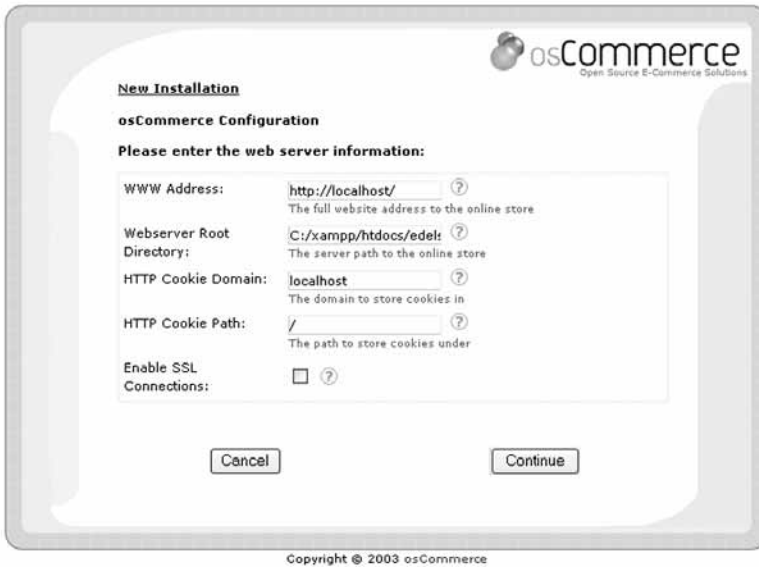 osCommerce
Open Source E-Commerce Solutions
New Installation
osCommerce Configuration
Please enter the web server information:
WWW Address:
http://localhost/
?
The full website address to the online store
Webserver Root
Directory:
C:/xampp/htdocs/edels
?
The server path to the online store
HTTP Cookie Domain:
localhost
?
The domain to store cookies in
HTTP Cookie Path:
/
?
The path to store cookies under
Enable SSL
Connections:
?
Cancel
Continue
Copyright © 2003 osCommerce